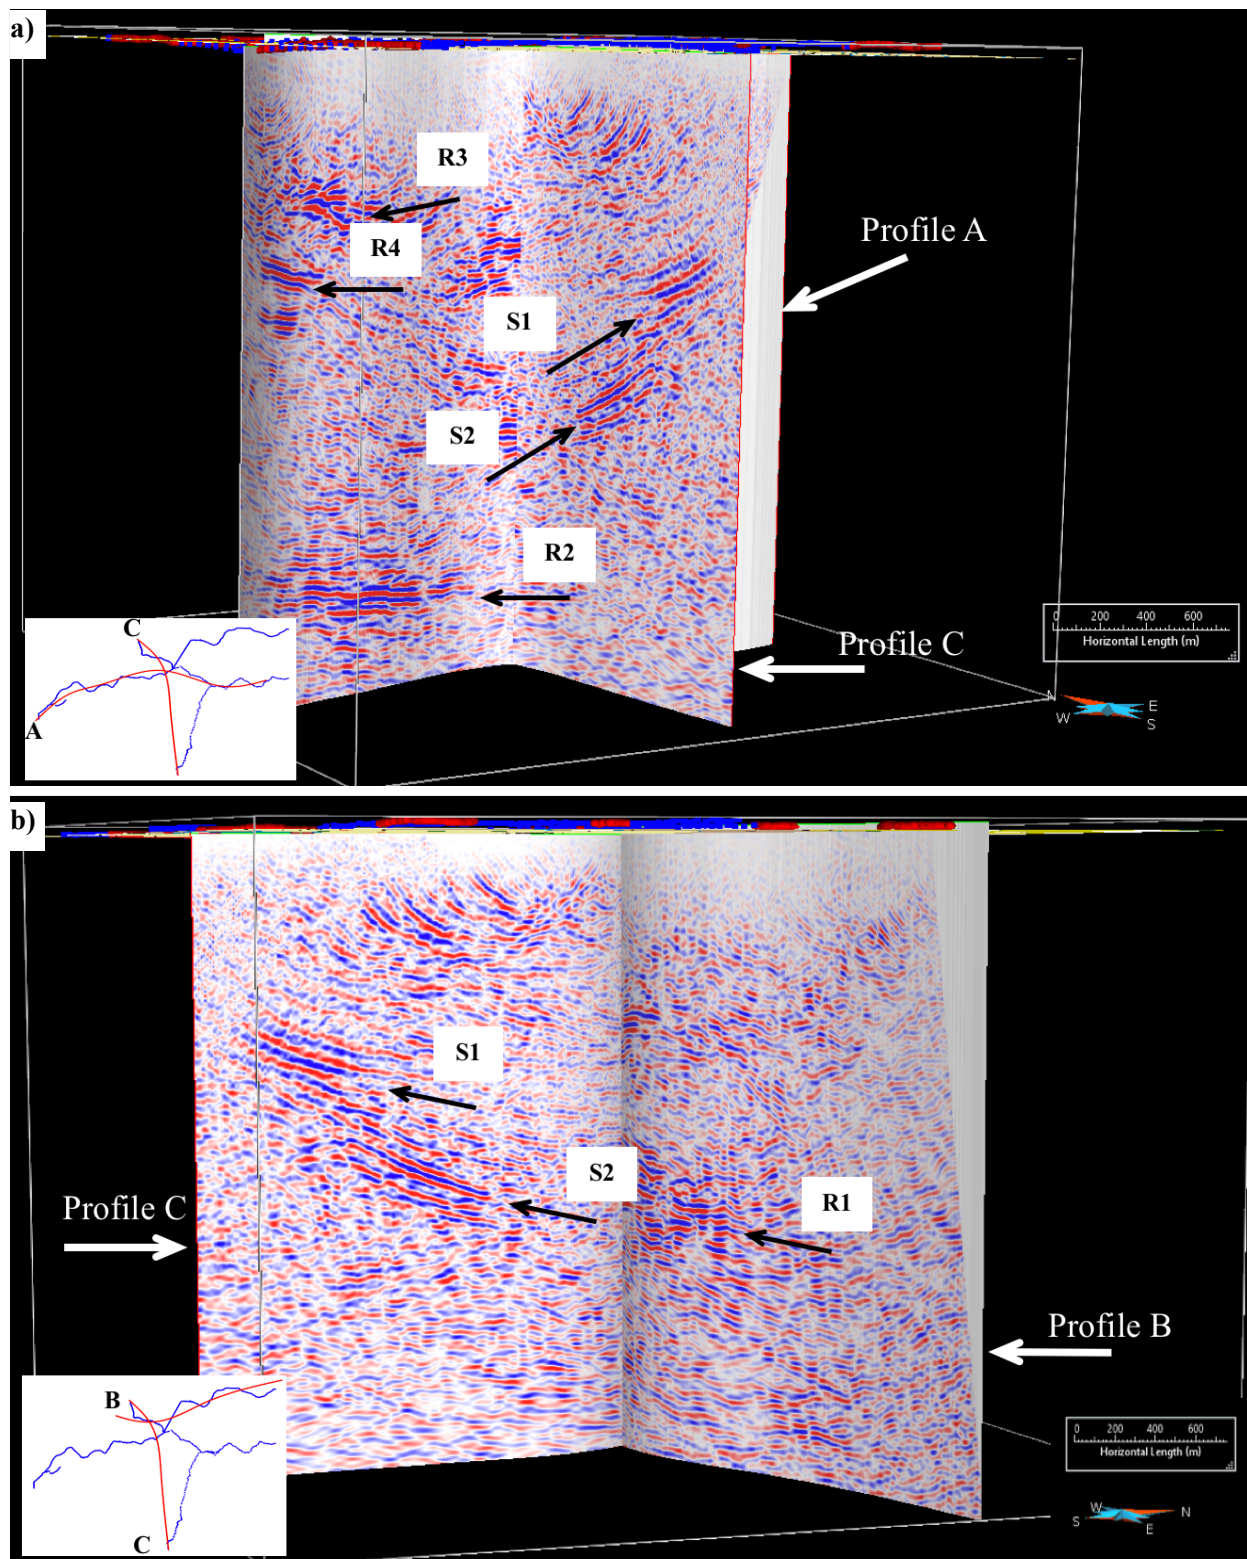 a)
R3
R4
Profile A
S1
S2
R2
Profile C
0 200 400 600
Horizontal Length (m)
N
W
E
S
C
A
b)
S1
S2
R1
Profile C
Profile B
0 200 400 600
Horizontal Length (m)
W
N
S
E
B
C